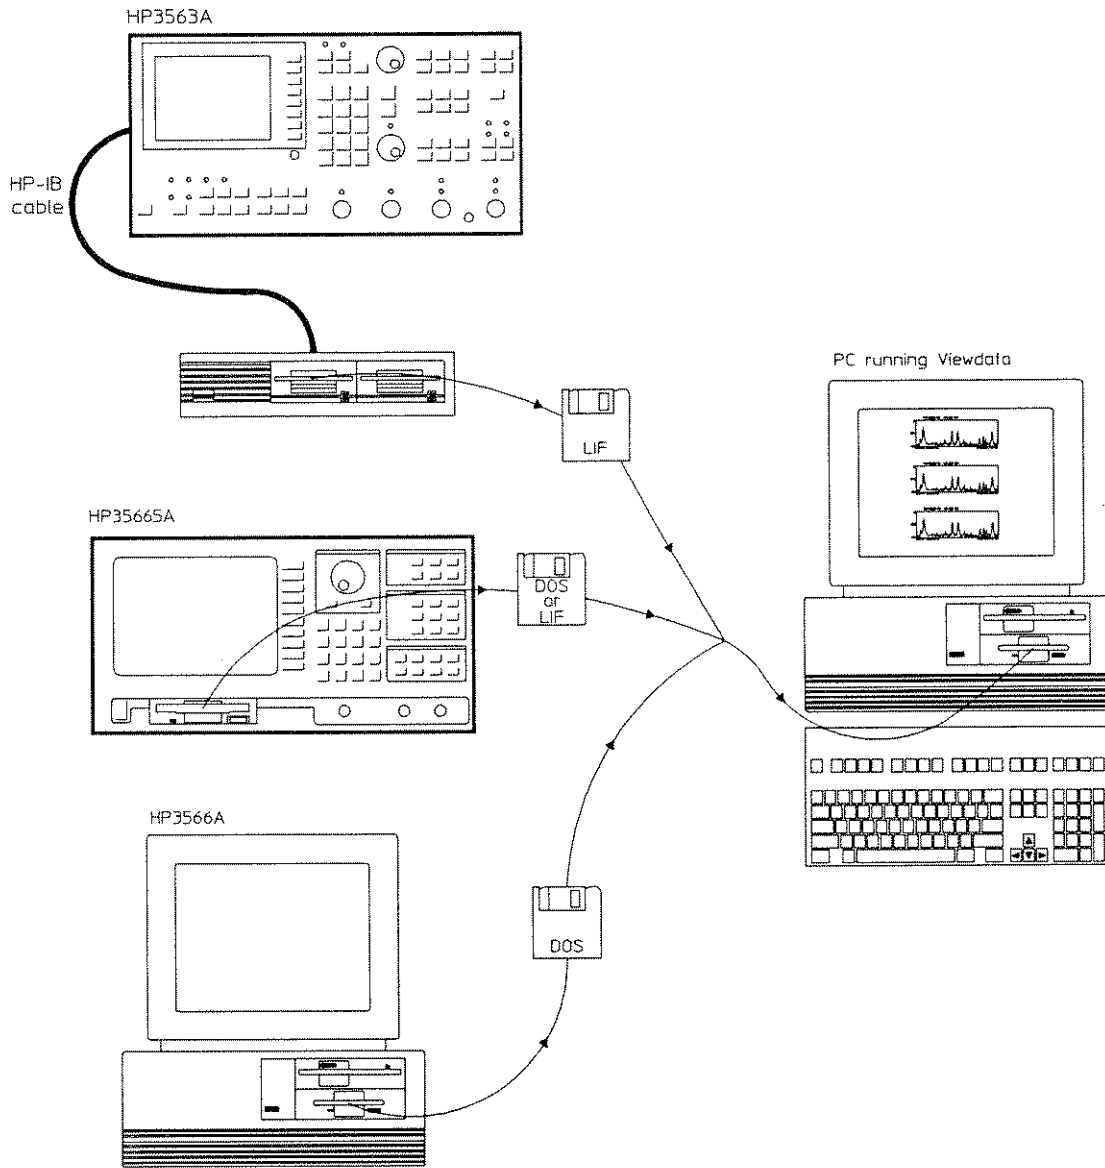 HP3563A
HP-IB
cable
PC running Viewdata
LIF
HP35665A
DOS
or
LIF
HP3566A
DOS